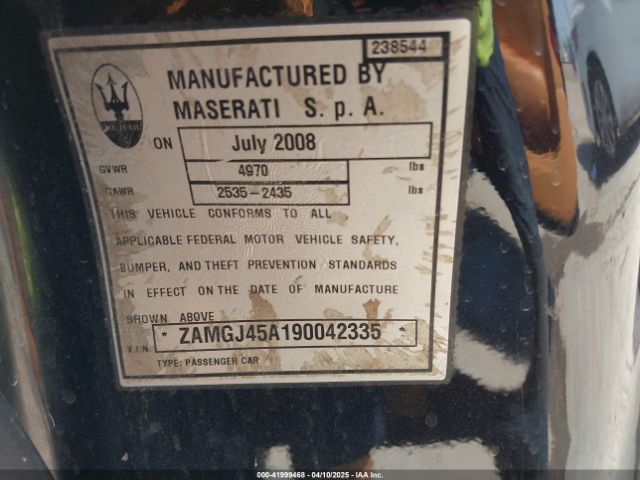 238544
MANUFACTURED BY
MASERATI S. p. A.
ON July 2008
GVWR 4970 lbs
GAWR 2535-2435 lbs
THIS VEHICLE CONFORMS TO ALL
APPLICABLE FEDERAL MOTOR VEHICLE SAFETY,
BUMPER, AND THEFT PREVENTION STANDARDS
IN EFFECT ON THE DATE OF MANUFACTURE
SHOWN ABOVE
V.I.N. * ZAMGJ45A190042335 *
TYPE: PASSENGER CAR
000-41999468 - 04/10/2025 - IAA Inc.